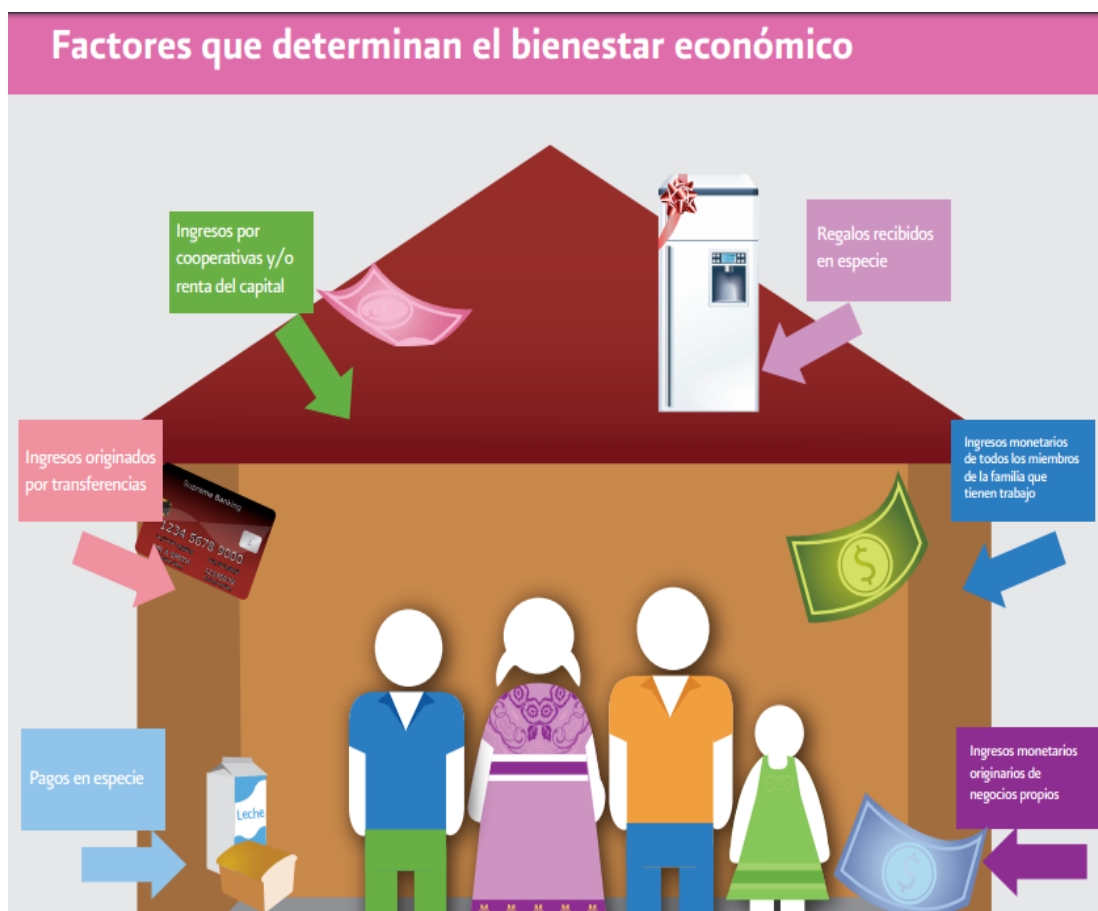 Factores que determinan el bienestar económico
Ingresos por
cooperativas y/o
renta del capital
Regalos recibidos
en especie
Ingresos originados
por transferencias
Supreme Banking
1234 5678 9000
Ingresos monetarios
de todos los miembros
de la familia que
tienen trabajo
$
Pagos en especie
Leche
Ingresos monetarios
originarios de
negocios propios
$